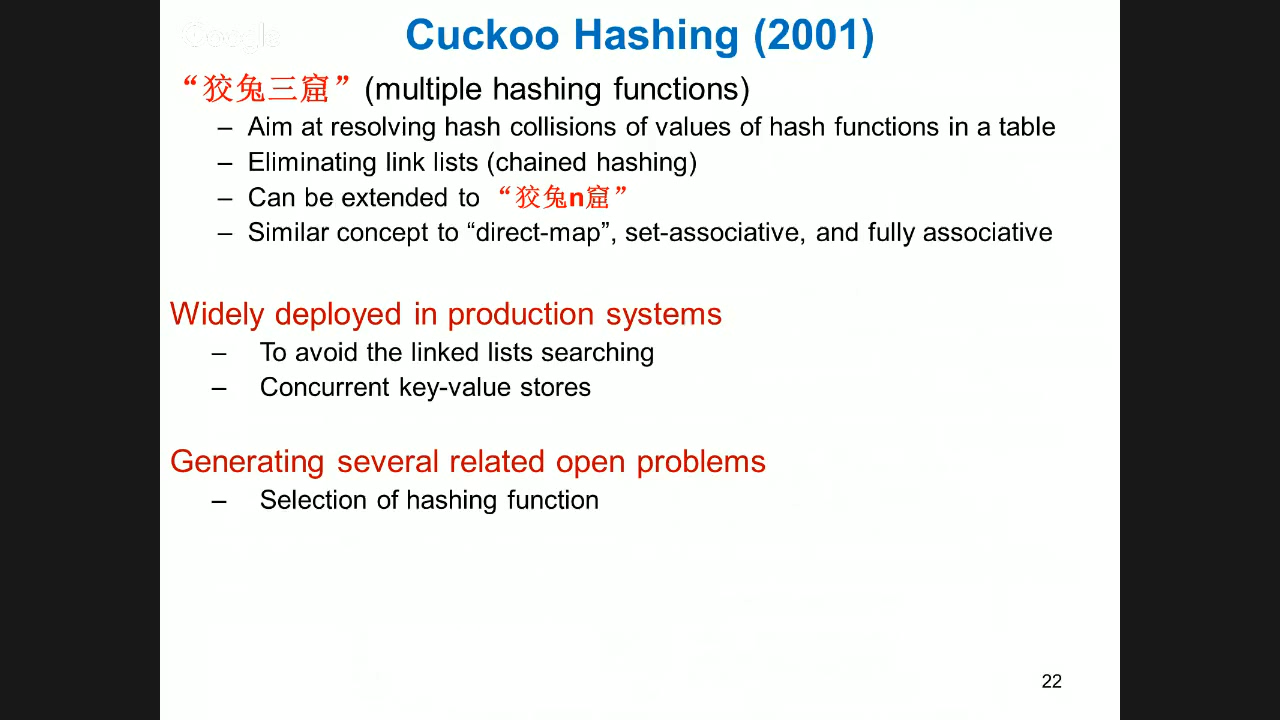 Google
Cuckoo Hashing (2001)
“狡兔三窟” (multiple hashing functions)
– Aim at resolving hash collisions of values of hash functions in a table
– Eliminating link lists (chained hashing)
– Can be extended to “狡兔n窟”
– Similar concept to “direct-map”, set-associative, and fully associative
Widely deployed in production systems
– To avoid the linked lists searching
– Concurrent key-value stores
Generating several related open problems
– Selection of hashing function
22